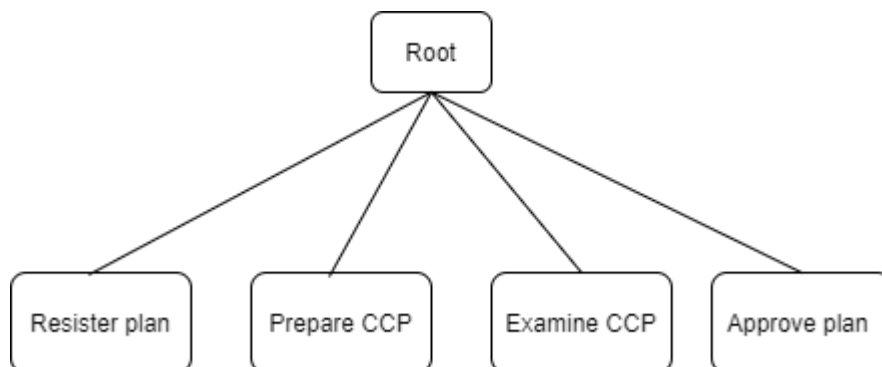 Root
Resister plan
Prepare CCP
Examine CCP
Approve plan